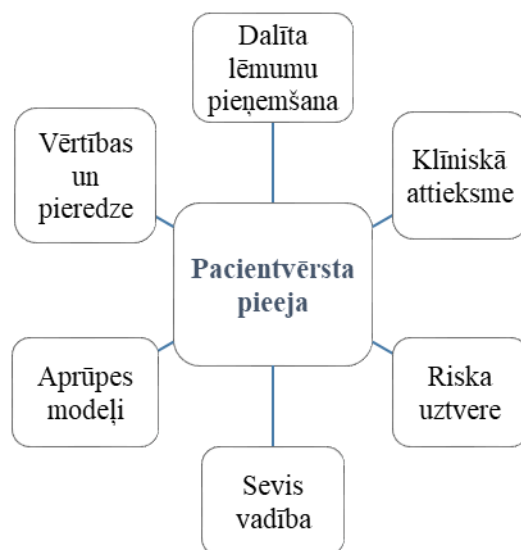 Dalīta
lēmumu
pieņemšana
Vērtības
un
pieredze
Klīniskā
attieksme
Pacientvērsta
pieeja
Aprūpes
modeļi
Riska
uztvere
Sevis
vadība